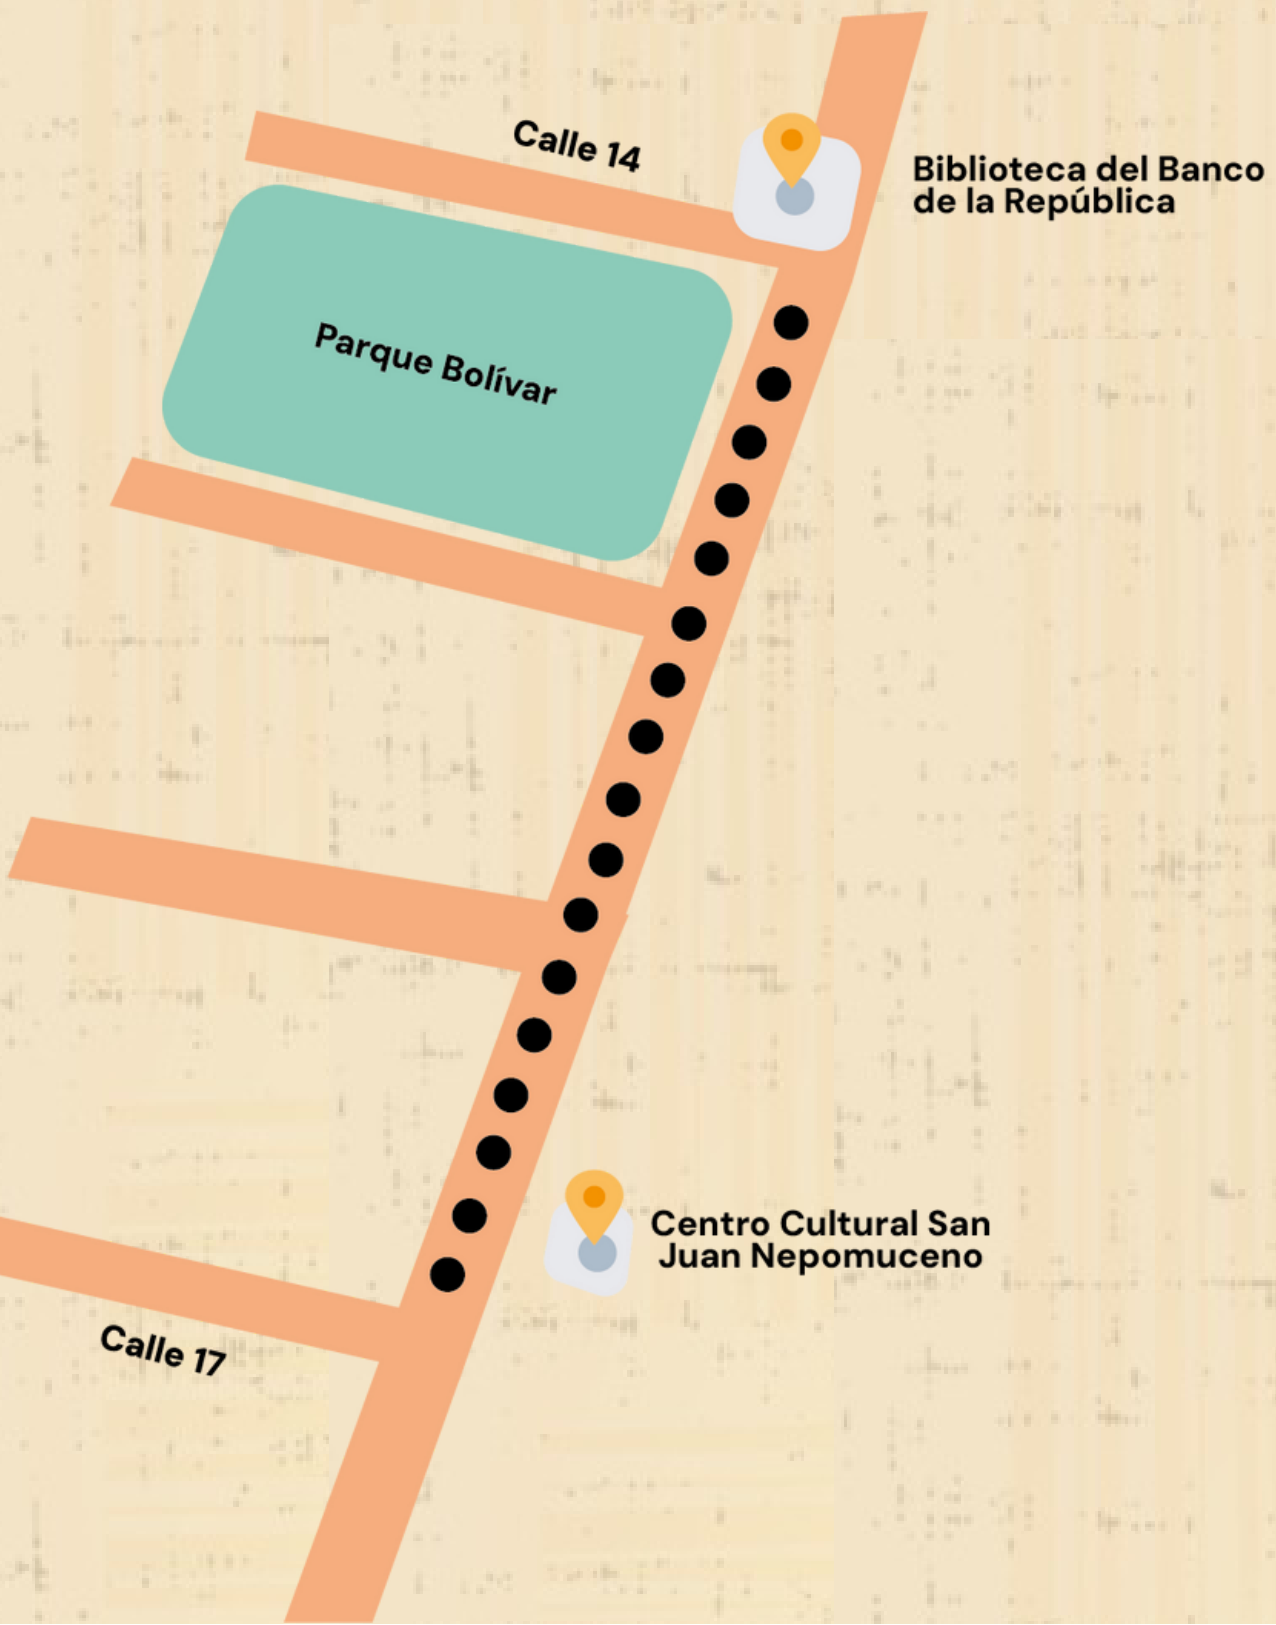 Calle 14
Biblioteca del Banco
de la República
Parque Bolívar
Centro Cultural San
Juan Nepomuceno
Calle 17